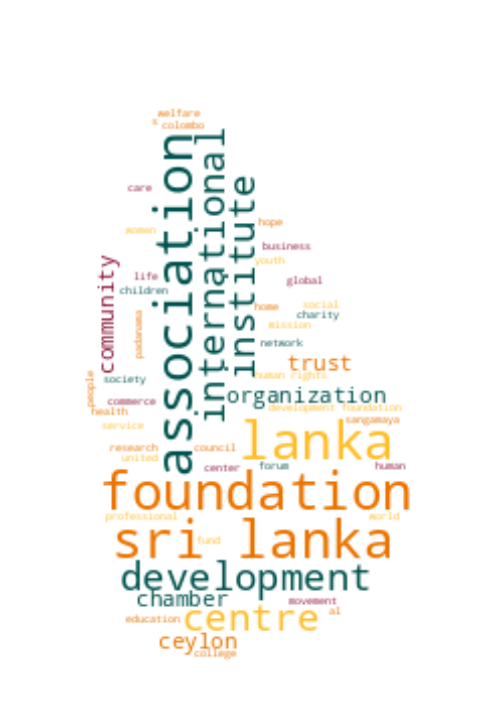 welfare
s colombo
association
international
institute
care
women
hope
business
youth
community
life
global
children
home
social
padanama
charity
mission
network
trust
human rights
people
society
organization
commerce
development foundation
health
sangamaya
service
lanka
research
council
united
center
forum
human
foundation
professional
world
sri lanka
fund
development
chamber
movement
centre
al
education
ceylon
college